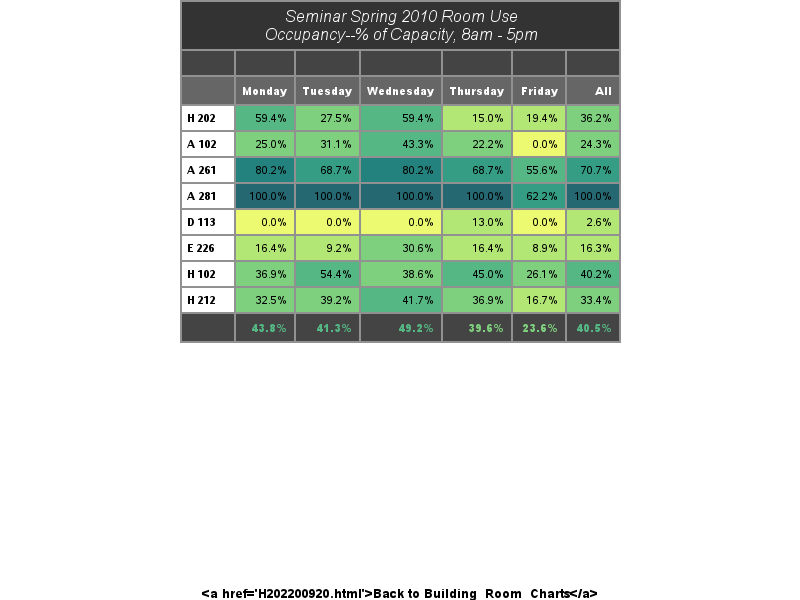 Seminar Spring 2010 Room Use
Occupancy--% of Capacity, 8am - 5pm
Monday Tuesday Wednesday Thursday Friday All
H 202 59.4% 27.5% 59.4% 15.0% 19.4% 36.2%
A 102 25.0% 31.1% 43.3% 22.2% 0.0% 24.3%
A 261 80.2% 68.7% 80.2% 68.7% 55.6% 70.7%
A 281 100.0% 100.0% 100.0% 100.0% 62.2% 100.0%
D 113 0.0% 0.0% 0.0% 13.0% 0.0% 2.6%
E 226 16.4% 9.2% 30.6% 16.4% 8.9% 16.3%
H 102 36.9% 54.4% 38.6% 45.0% 26.1% 40.2%
H 212 32.5% 39.2% 41.7% 36.9% 16.7% 33.4%
43.8% 41.3% 49.2% 39.6% 23.6% 40.5%
<a href='H202200920.html'>Back to Building_Room_Charts</a>